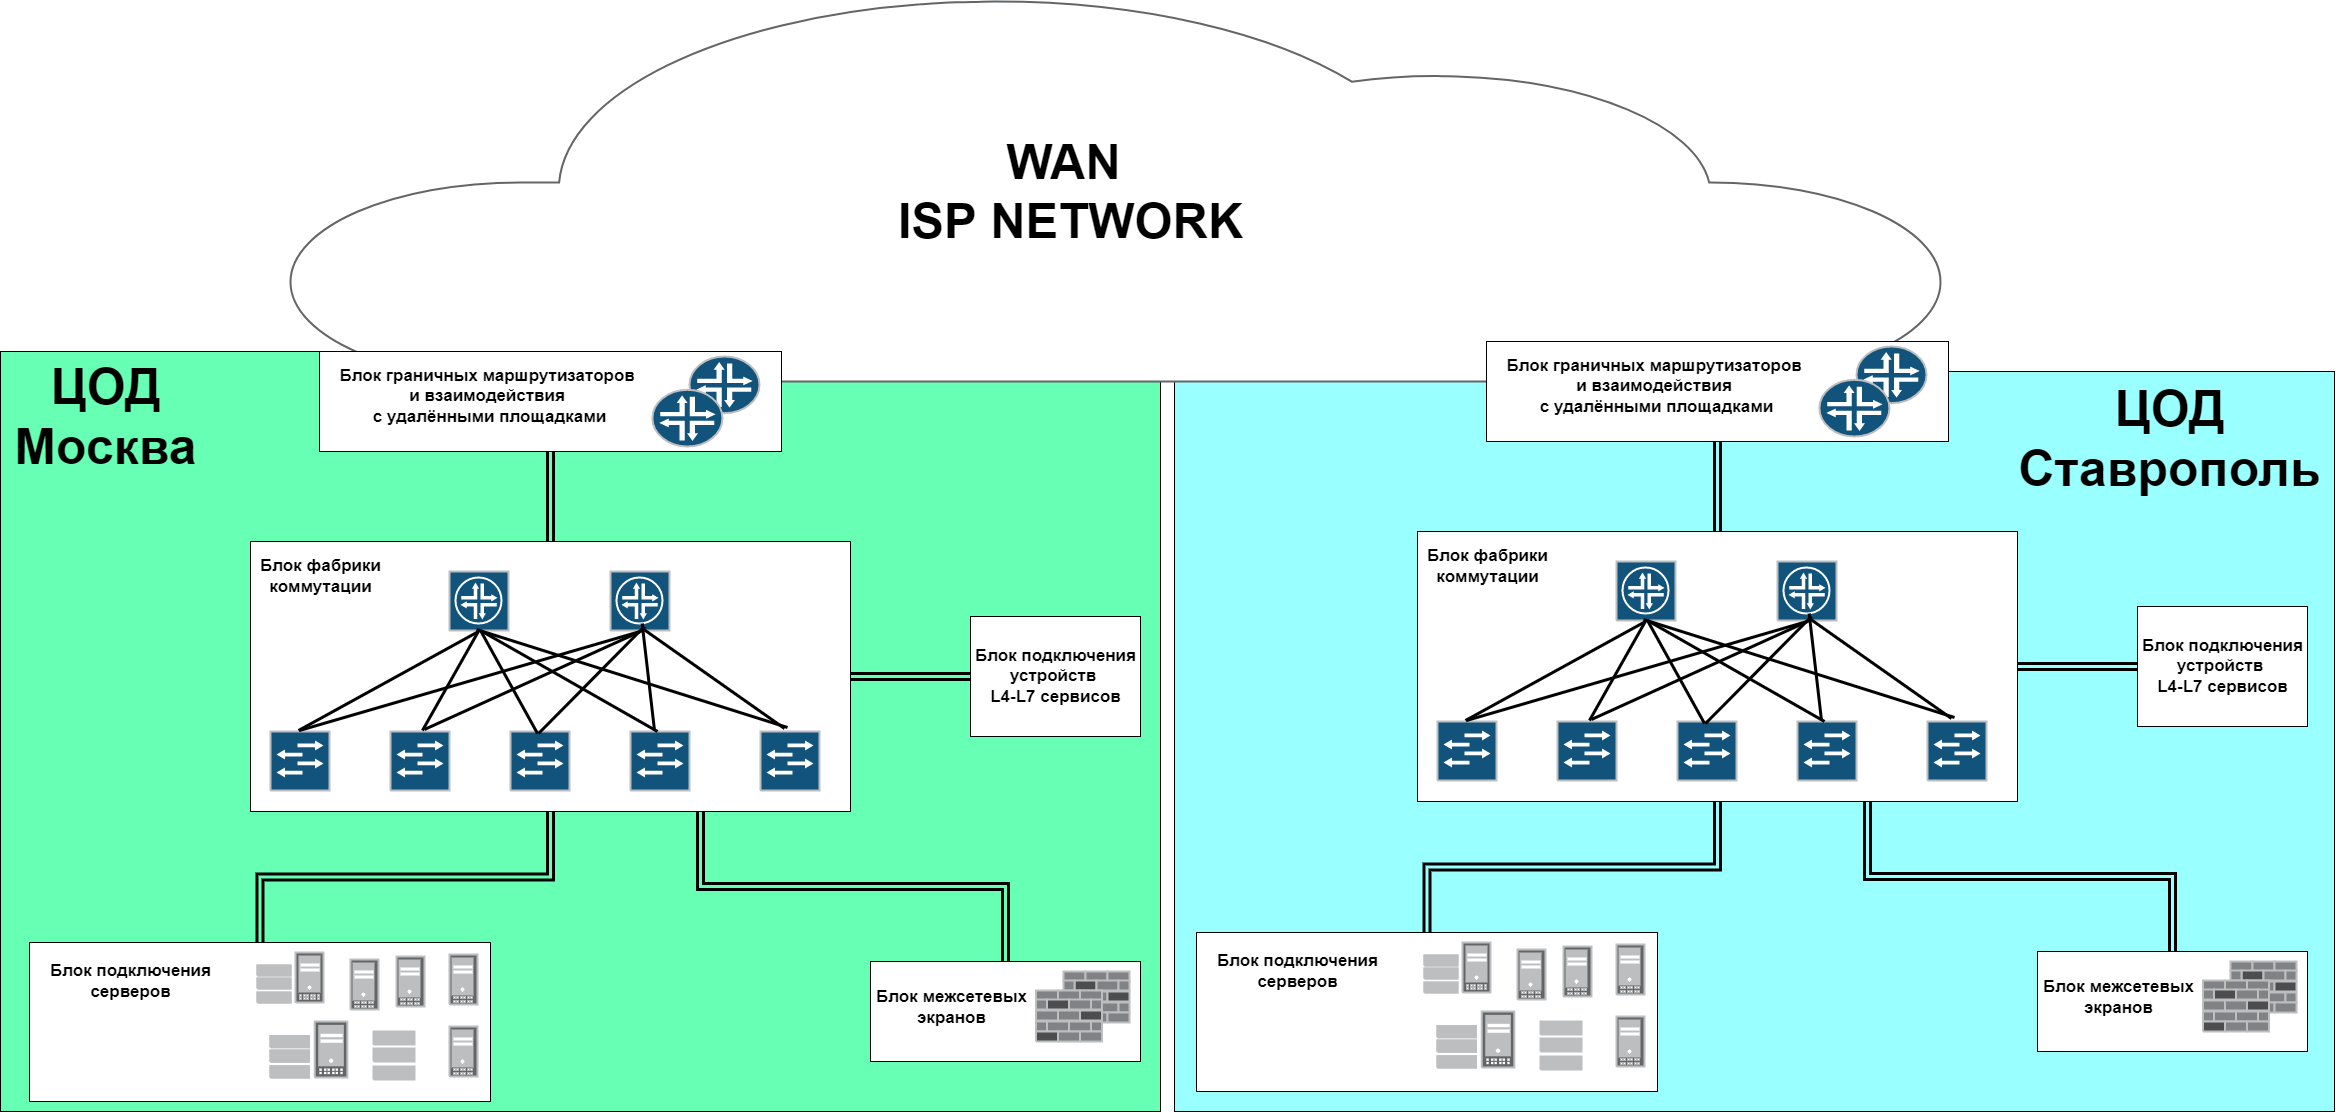 WAN
ISP NETWORK
ЦОД
Москва
Блок граничных маршрутизаторов
и взаимодействия
с удалёнными площадками
Блок фабрики
коммутации
Блок подключения
устройств
L4-L7 сервисов
Блок подключения
серверов
Блок межсетевых
экранов
ЦОД
Ставрополь
Блок граничных маршрутизаторов
и взаимодействия
с удалёнными площадками
Блок фабрики
коммутации
Блок подключения
устройств
L4-L7 сервисов
Блок подключения
серверов
Блок межсетевых
экранов